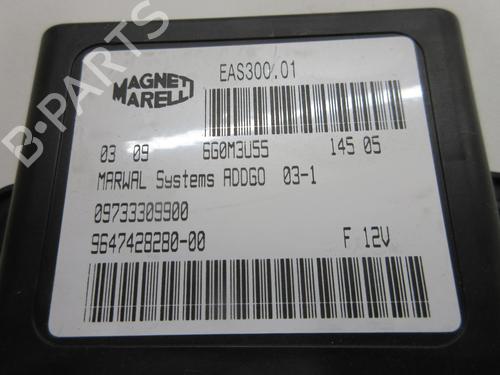 B-PARTS
MAGNETI
MARELLI
EAS300.01
03 09 6G0M3U55 145 05
MARWAL Systems ADDGO 03-1
09733309900
9647428280-00 F 12V